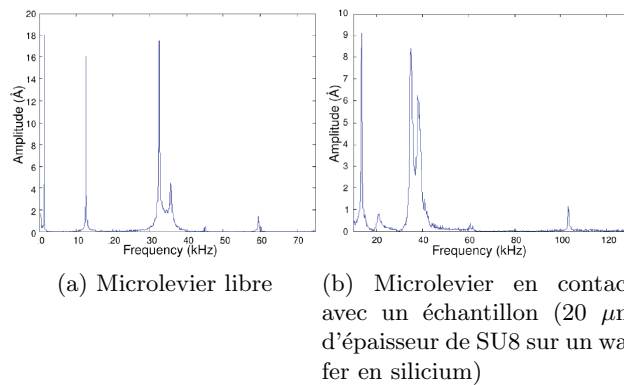 20
18
16
14
12
10
8
6
4
2
0
Amplitude (Å)
0 10 20 30 40 50 60 70
Frequency (kHz)
(a) Microlevier libre
10
9
8
7
6
5
4
3
2
1
0
Amplitude (Å)
20 40 60 80 100 120
Frequency (kHz)
(b) Microlevier en contac
avec un échantillon (20 μn
d'épaisseur de SU8 sur un wa-
fer en silicium)